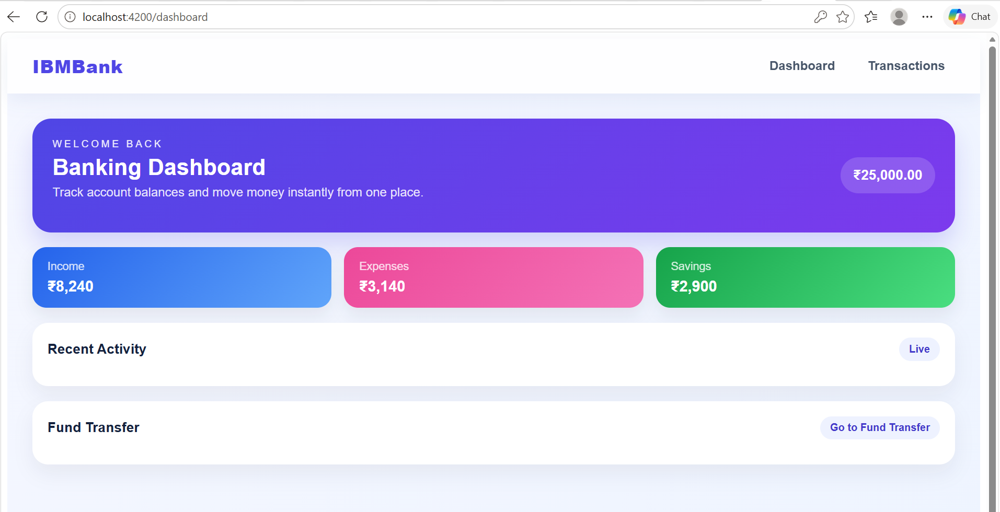 localhost:4200/dashboard
Chat
IBMBank
Dashboard
Transactions
WELCOME BACK
Banking Dashboard
Track account balances and move money instantly from one place.
₹25,000.00
Income
₹8,240
Expenses
₹3,140
Savings
₹2,900
Recent Activity
Live
Fund Transfer
Go to Fund Transfer